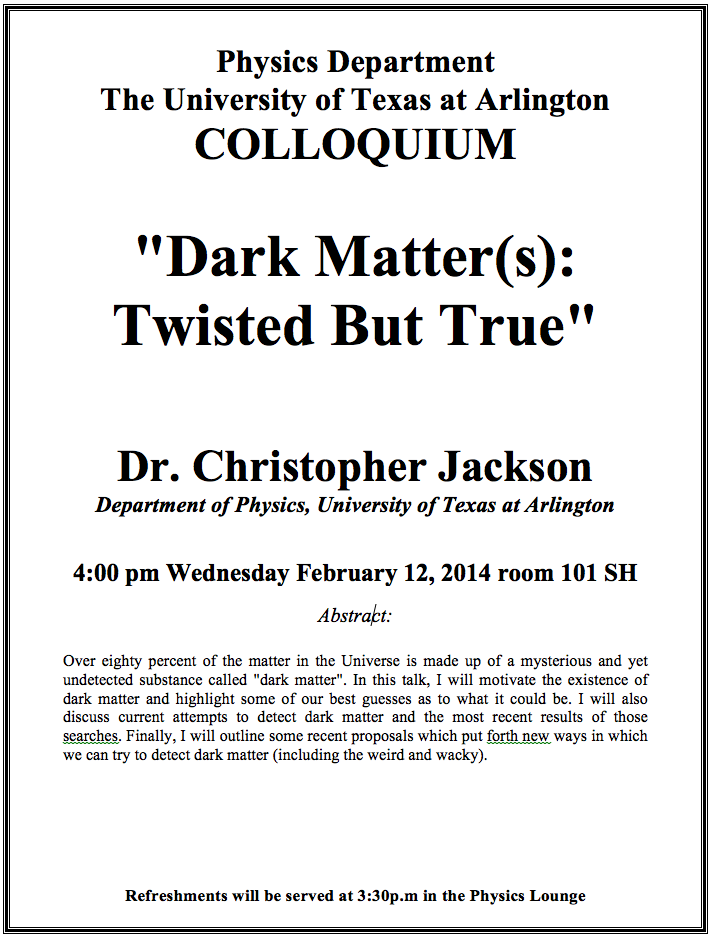 Physics Department
The University of Texas at Arlington
COLLOQUIUM
"Dark Matter(s):
Twisted But True"
Dr. Christopher Jackson
Department of Physics, University of Texas at Arlington
4:00 pm Wednesday February 12, 2014 room 101 SH
Abstract:
Over eighty percent of the matter in the Universe is made up of a mysterious and yet
undetected substance called "dark matter". In this talk, I will motivate the existence of
dark matter and highlight some of our best guesses as to what it could be. I will also
discuss current attempts to detect dark matter and the most recent results of those
searches. Finally, I will outline some recent proposals which put forth new ways in which
we can try to detect dark matter (including the weird and wacky).
Refreshments will be served at 3:30p.m in the Physics Lounge